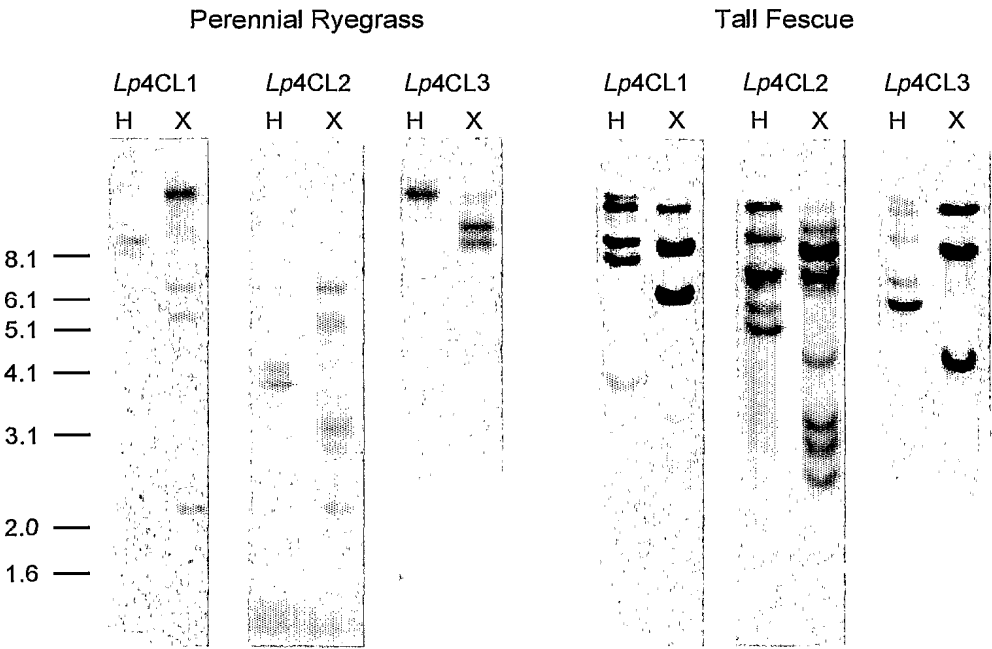 Perennial Ryegrass Tall Fescue
Lp4CL1 Lp4CL2 Lp4CL3 Lp4CL1 Lp4CL2 Lp4CL3
H X H X H X H X H X H X
8.1
6.1
5.1
4.1
3.1
2.0
1.6